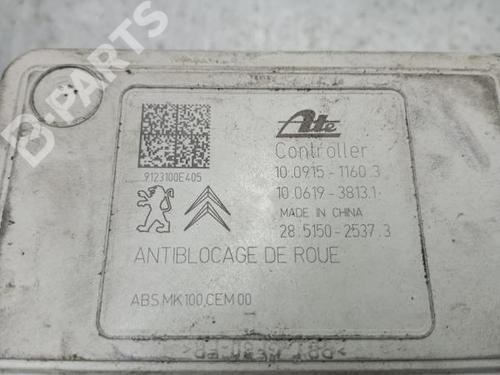 B-PARTS
Ate
Controller
10.0915-1160.3
9123100E405
10.0619-3813.1
MADE IN CHINA
28.5150-2537.3
ANTIBLOCAGE DE ROUE
ABS MK100,CEM 00